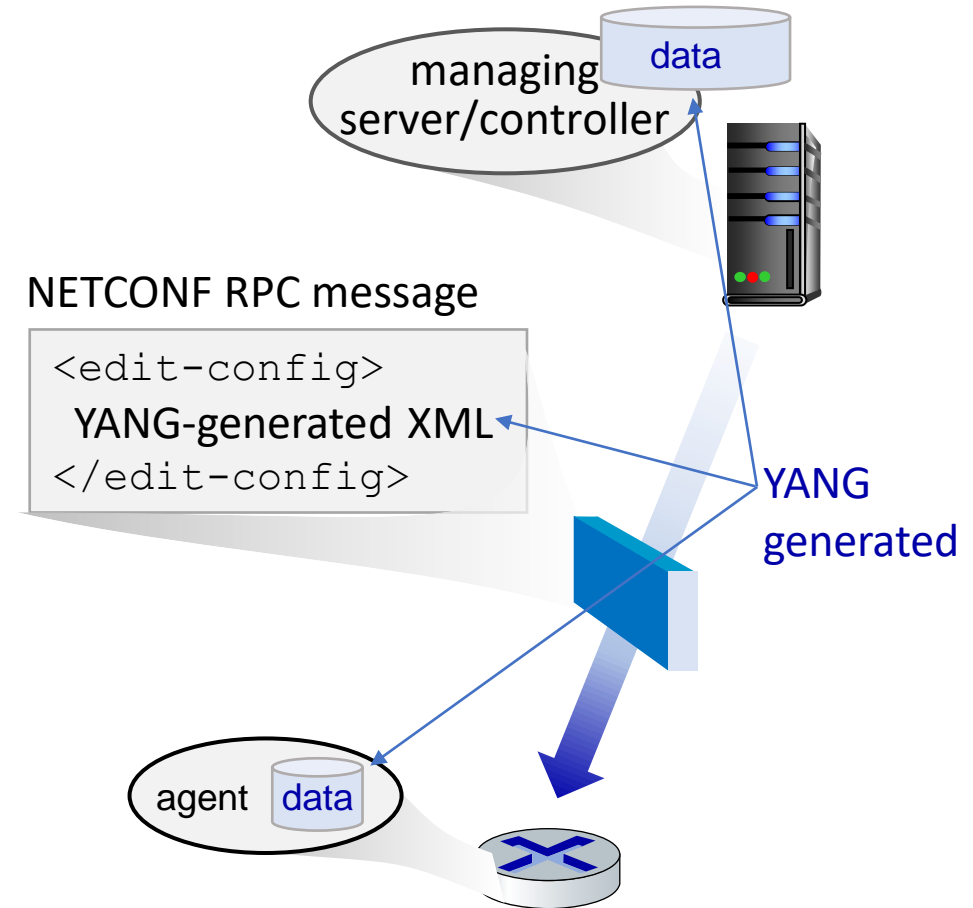 data
managing
server/controller
NETCONF RPC message
<edit-config>
YANG-generated XML
</edit-config>
YANG
generated
agent
data